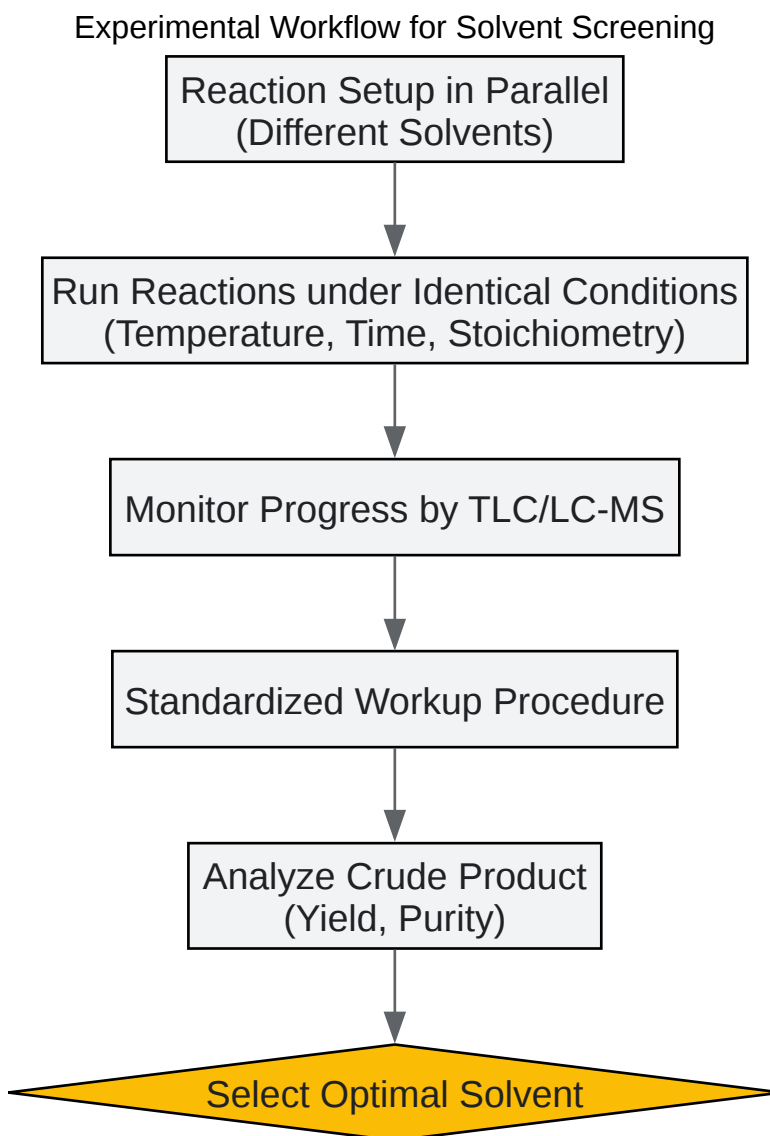 Experimental Workflow for Solvent Screening
Reaction Setup in Parallel
(Different Solvents)
Run Reactions under Identical Conditions
(Temperature, Time, Stoichiometry)
Monitor Progress by TLC/LC-MS
Standardized Workup Procedure
Analyze Crude Product
(Yield, Purity)
Select Optimal Solvent